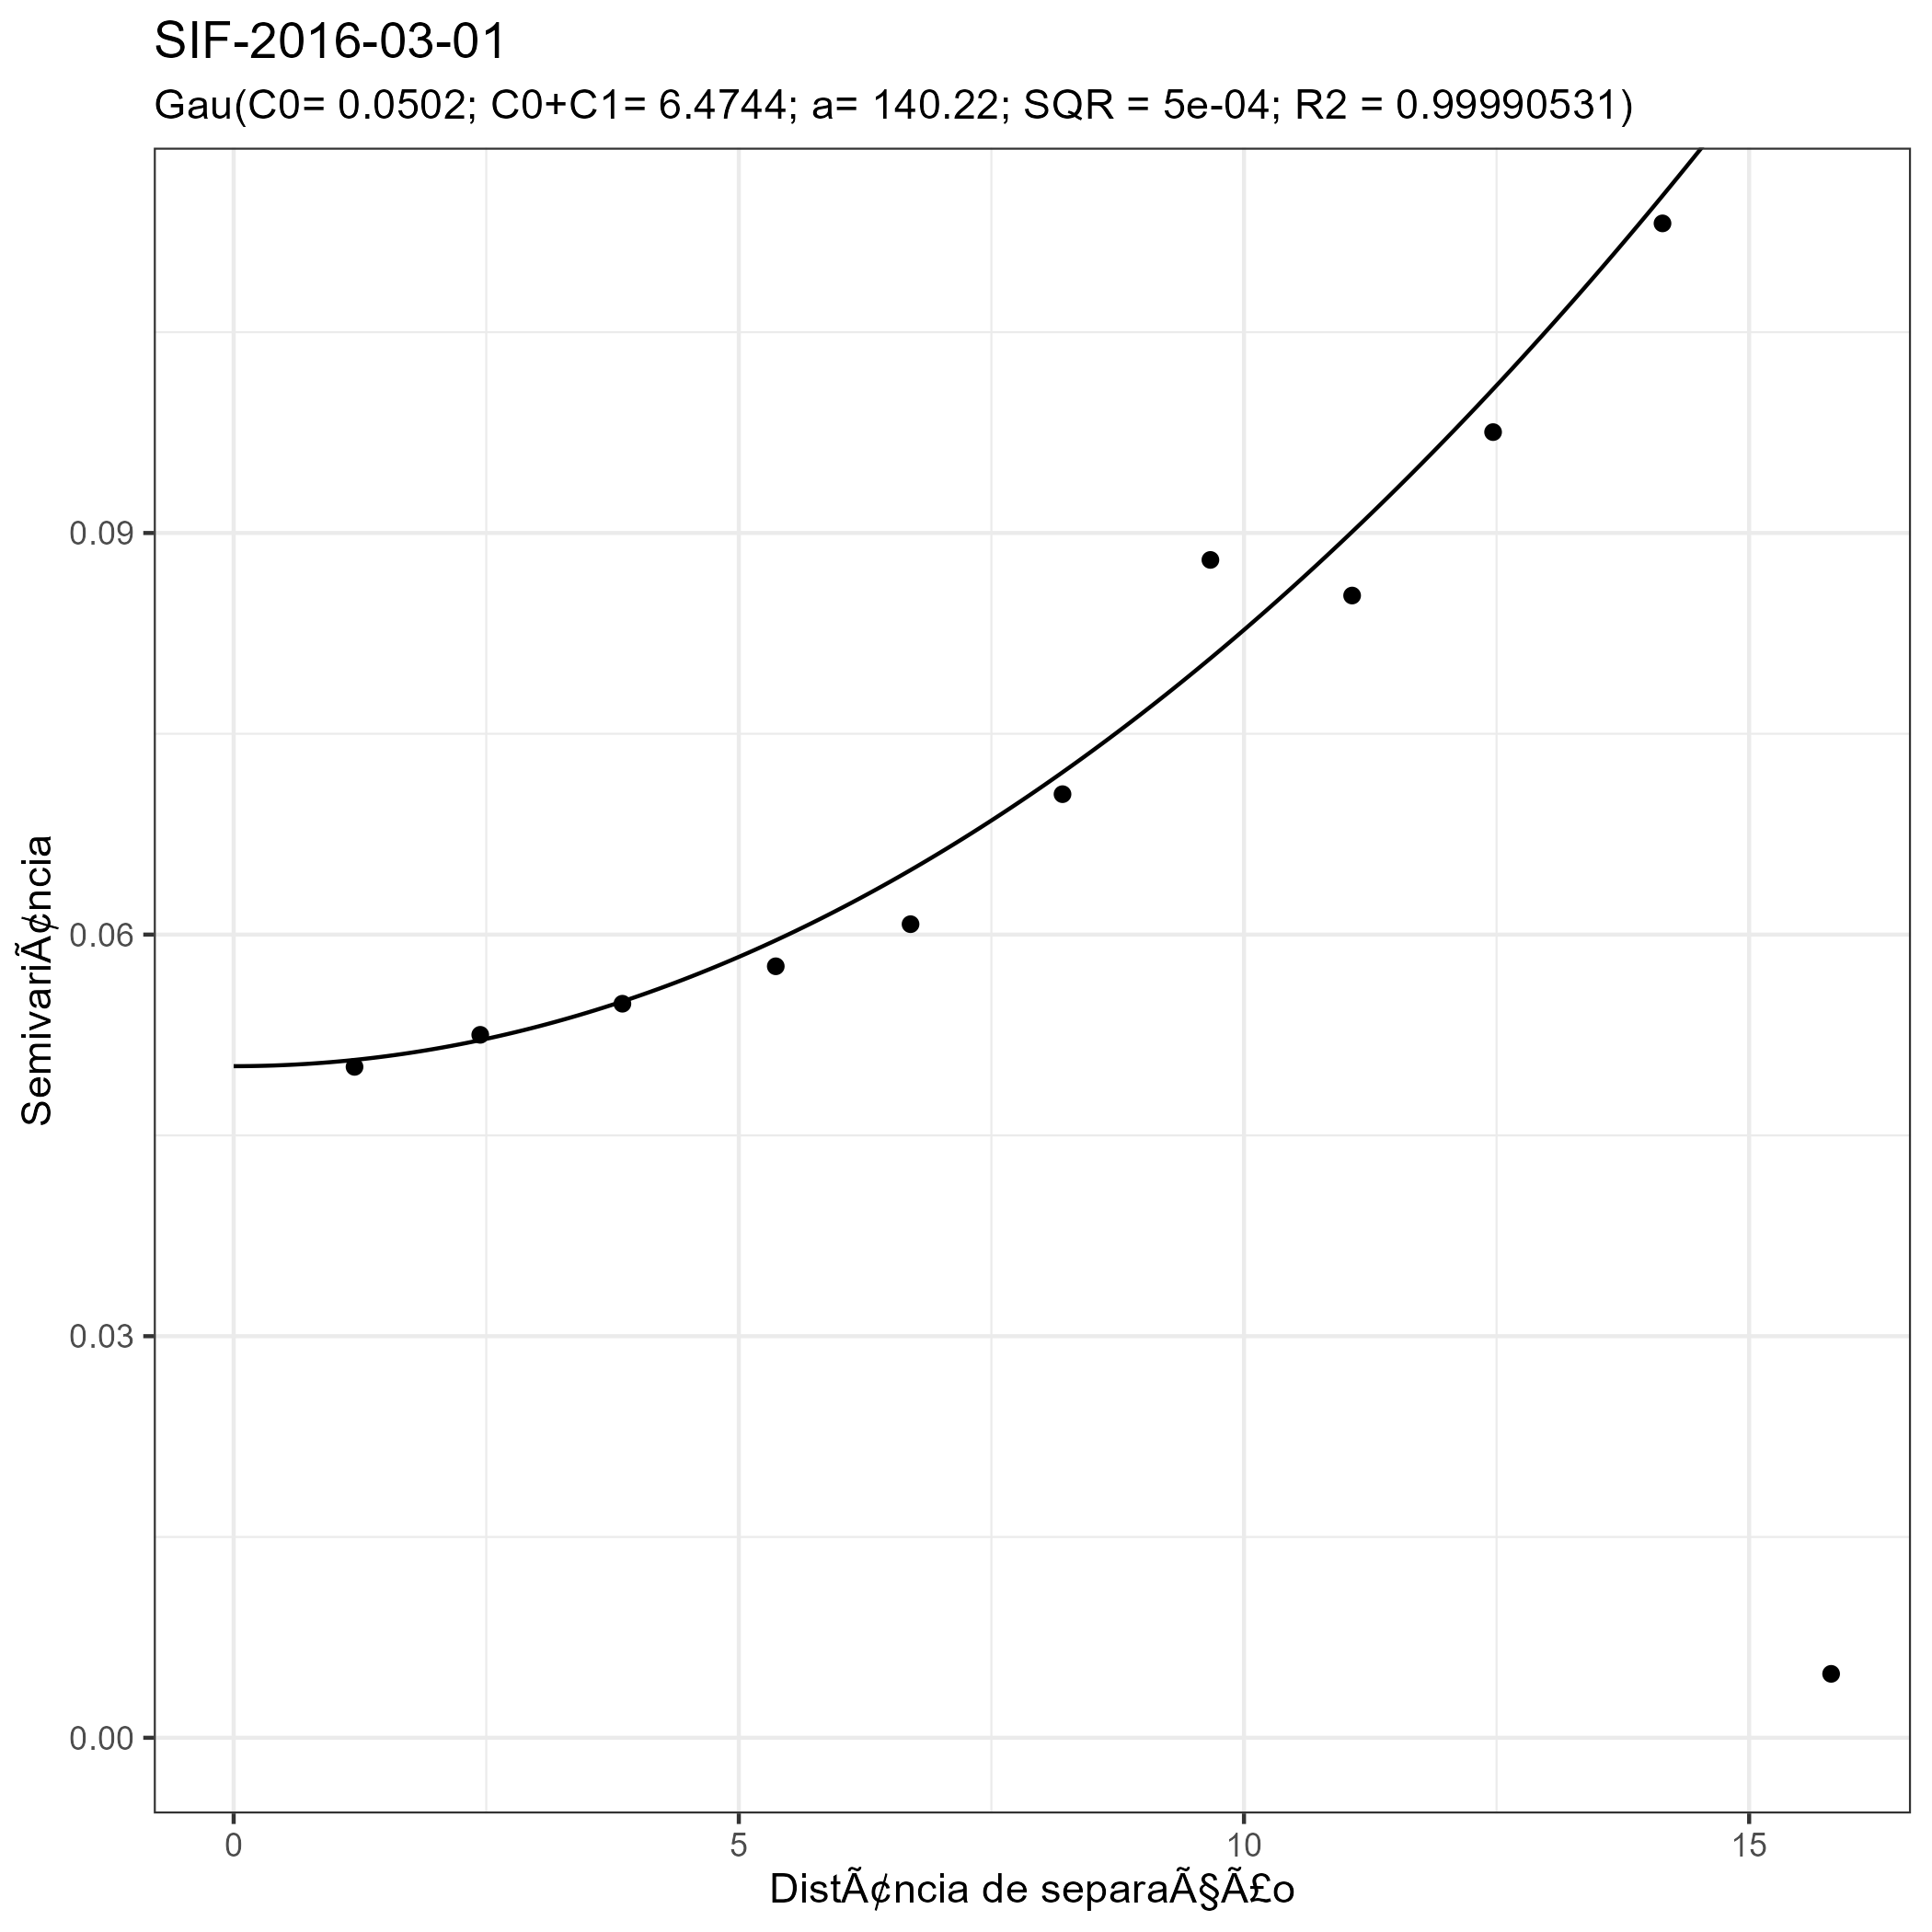 SIF-2016-03-01
Gau(C0= 0.0502; C0+C1= 6.4744; a= 140.22; SQR = 5e-04; R2 = 0.99990531)
SemivariÃ¢ncia
0.09
0.06
0.03
0.00
0 5 10 15
DistÃ¢ncia de separaÃ§Ã£o